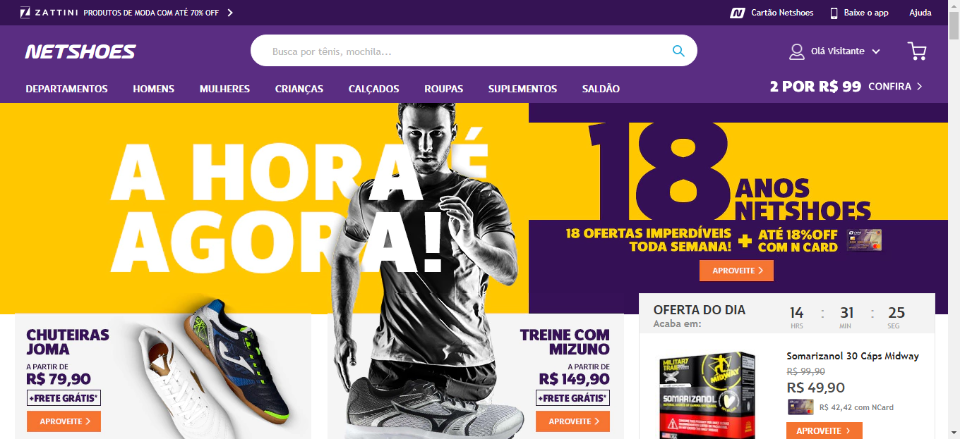 ZATTINI PRODUTOS DE MODA COM ATÉ 70% OFF
Cartão Netshoes
Baixe o app
Ajuda
NETSHOES
Busca por tênis, mochila...
Olá Visitante
DEPARTAMENTOS HOMENS MULHERES CRIANÇAS CALÇADOS ROUPAS SUPLEMENTOS SALDÃO
2 POR R$ 99 CONFIRA
A HORA É
AGORA!
18
ANOS
NETSHOES
18 OFERTAS IMPERDÍVEIS
TODA SEMANA!
+
ATÉ 18%OFF
COM N CARD
APROVEITE
CHUTEIRAS
JOMA
A PARTIR DE
R$ 79,90
+FRETE GRÁTIS*
APROVEITE
TREINE COM
MIZUNO
A PARTIR DE
R$ 149,90
+FRETE GRÁTIS*
APROVEITE
OFERTA DO DIA
Acaba em:
14 : 31 : 25
HRS MIN SEG
MILITARY
TRAIL
MIDWAY
SOMARIZANOL
Somarizanol 30 Cáps Midway
R$ 99,90
R$ 49,90
R$ 42,42 com NCard
APROVEITE